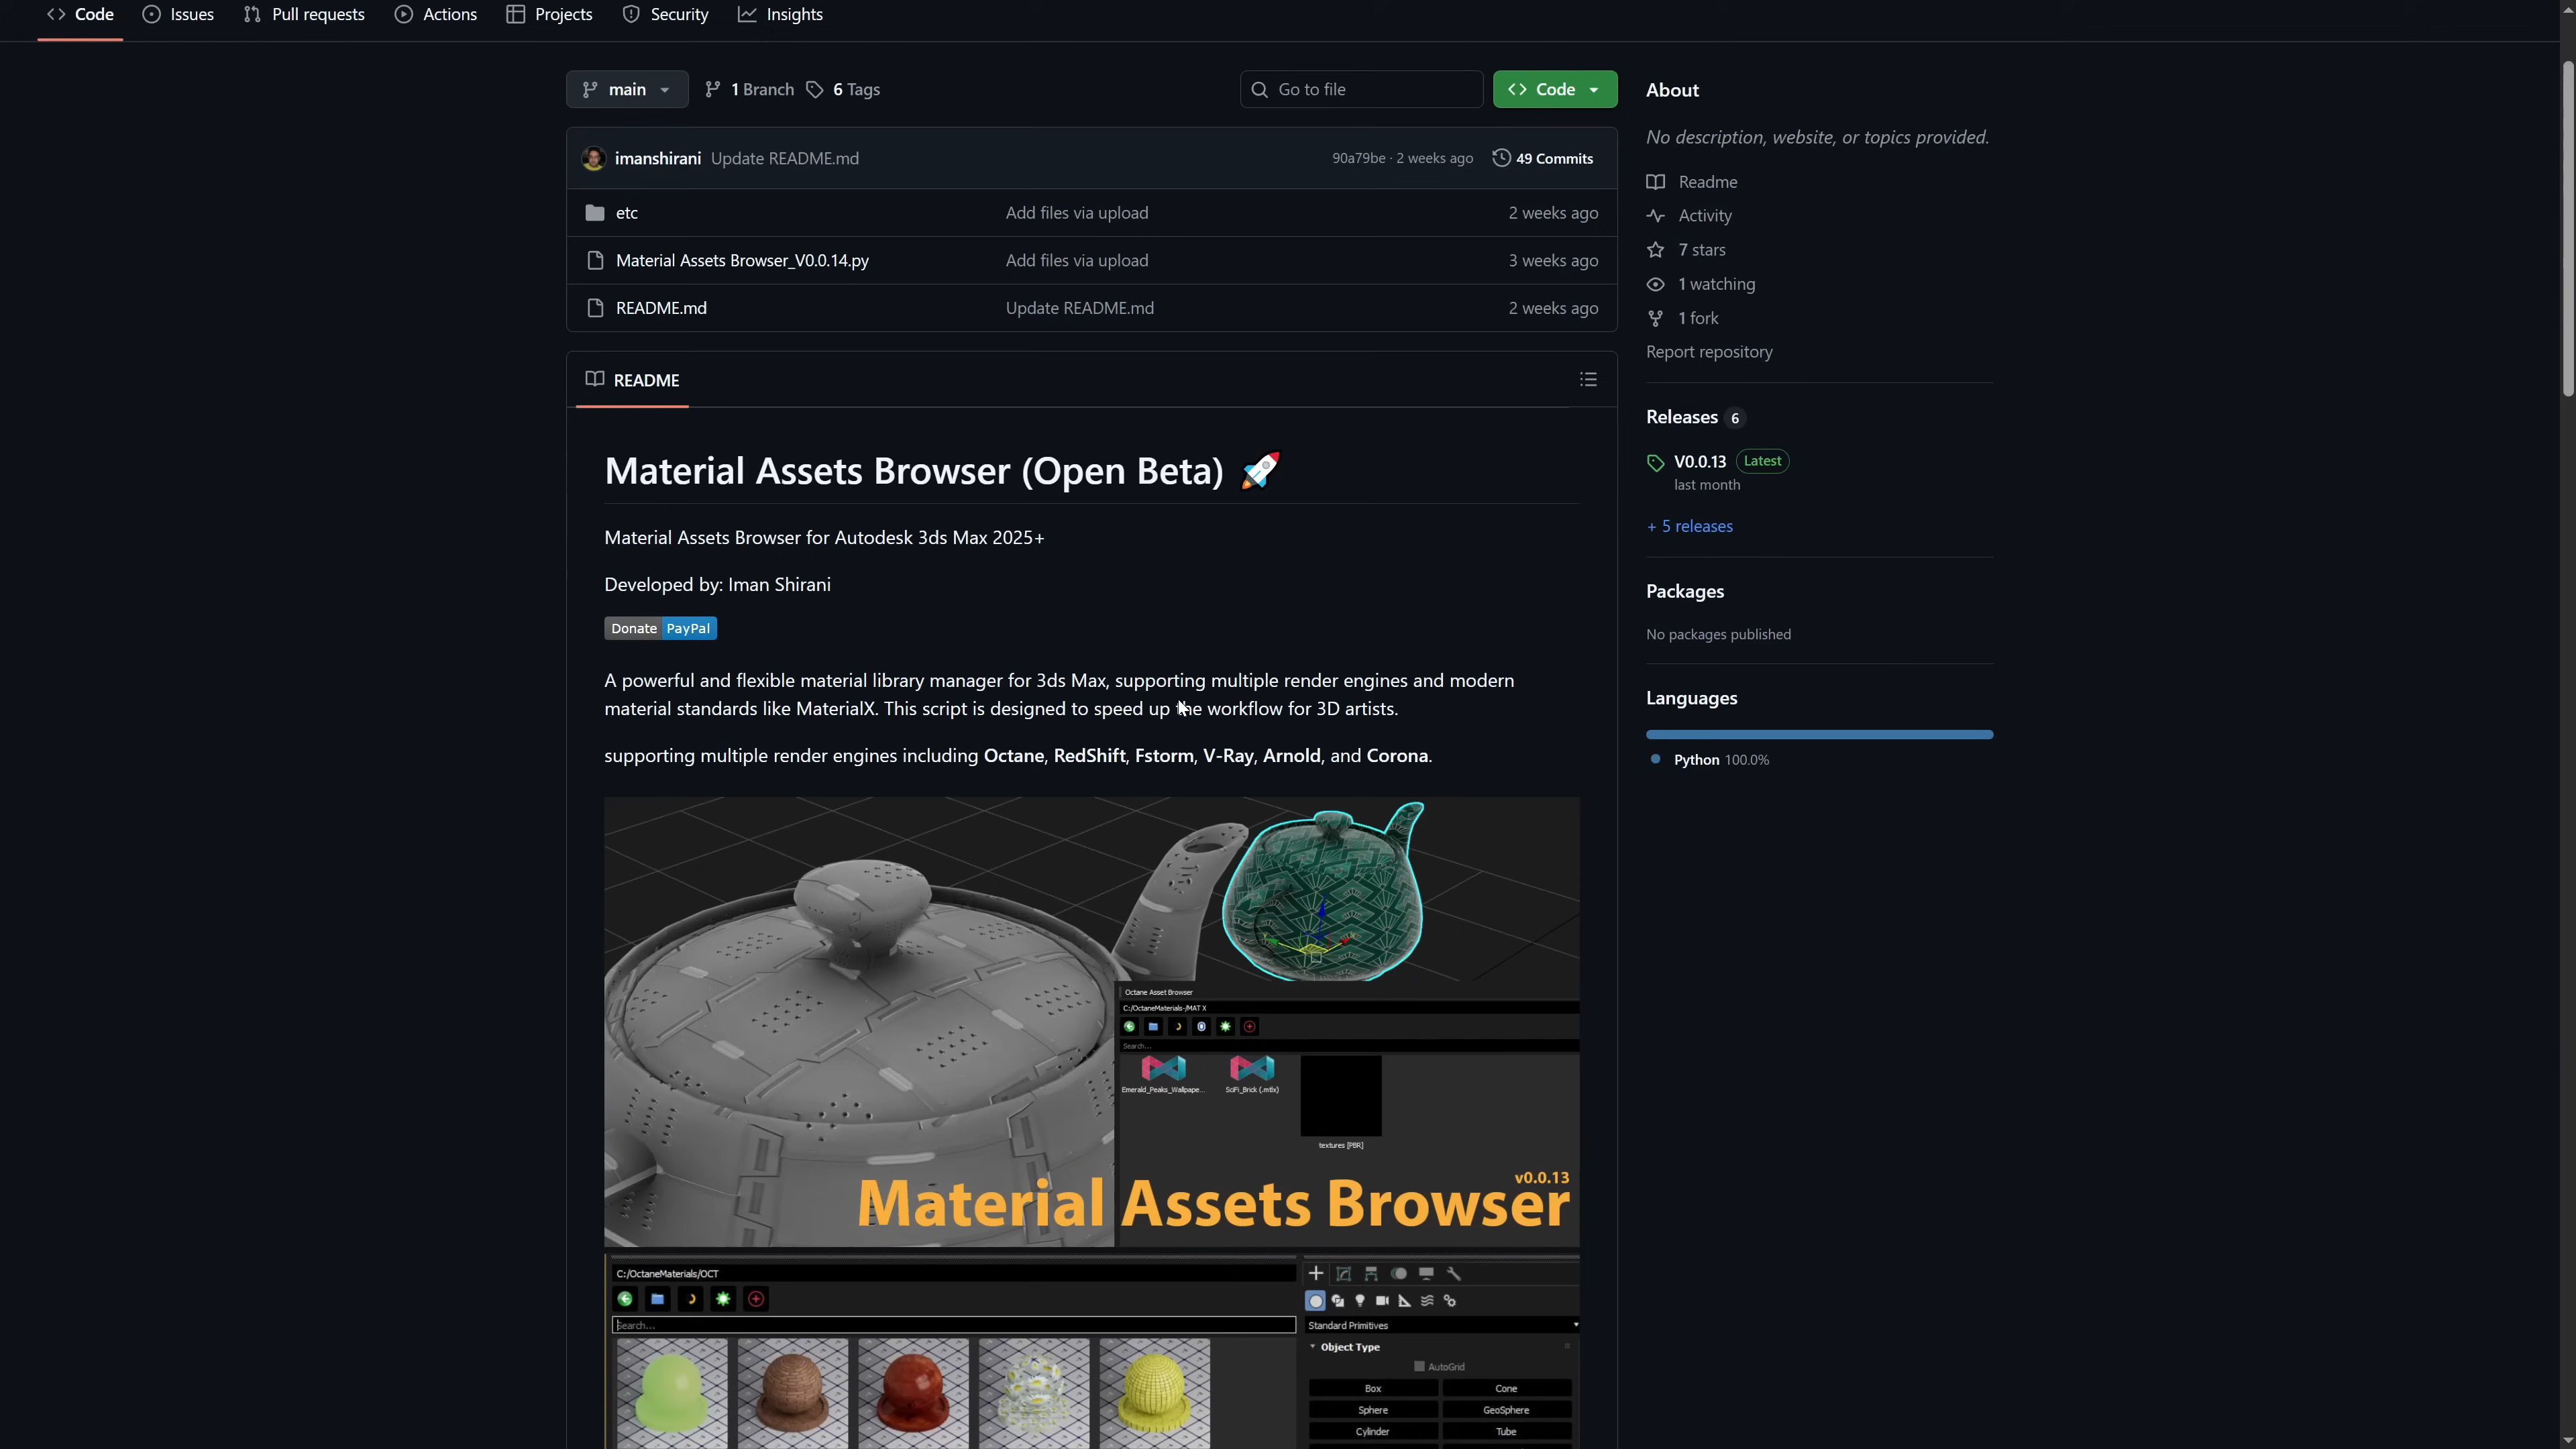 Code
Issues
Pull requests
Actions
Projects
Security
Insights
main
1 Branch
6 Tags
Go to file
Code
imanshirani Update README.md
90a79be · 2 weeks ago
49 Commits
etc
Add files via upload
2 weeks ago
Material Assets Browser_V0.0.14.py
Add files via upload
3 weeks ago
README.md
Update README.md
2 weeks ago
README
Material Assets Browser (Open Beta) 🚀
Material Assets Browser for Autodesk 3ds Max 2025+
Developed by: Iman Shirani
Donate PayPal
A powerful and flexible material library manager for 3ds Max, supporting multiple render engines and modern
material standards like MaterialX. This script is designed to speed up the workflow for 3D artists.
supporting multiple render engines including Octane, RedShift, Fstorm, V-Ray, Arnold, and Corona.
Octane Asset Browser
C:/OctaneMaterials-/MAT X
Search...
Emerald_Peaks_Wallpape...
SciFi_Brick (.mtlx)
textures [PBR]
v0.0.13
Material Assets Browser
C:/OctaneMaterials/OCT
Search...
Standard Primitives
Object Type
AutoGrid
Box
Cone
Sphere
GeoSphere
Cylinder
Tube
About
No description, website, or topics provided.
Readme
Activity
7 stars
1 watching
1 fork
Report repository
Releases 6
V0.0.13 Latest
last month
+ 5 releases
Packages
No packages published
Languages
Python 100.0%